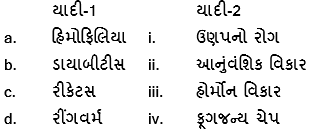 યાદી-1 યાદી-2
a. હિમોફિલિયા i. ઉણપનો રોગ
b. ડાયાબીટીસ ii. આનુંવંશિક વિકાર
c. રીકેટસ iii. હોર્મોન વિકાર
d. રીંગવર્મ iv. ફૂગજન્ય ચેપ